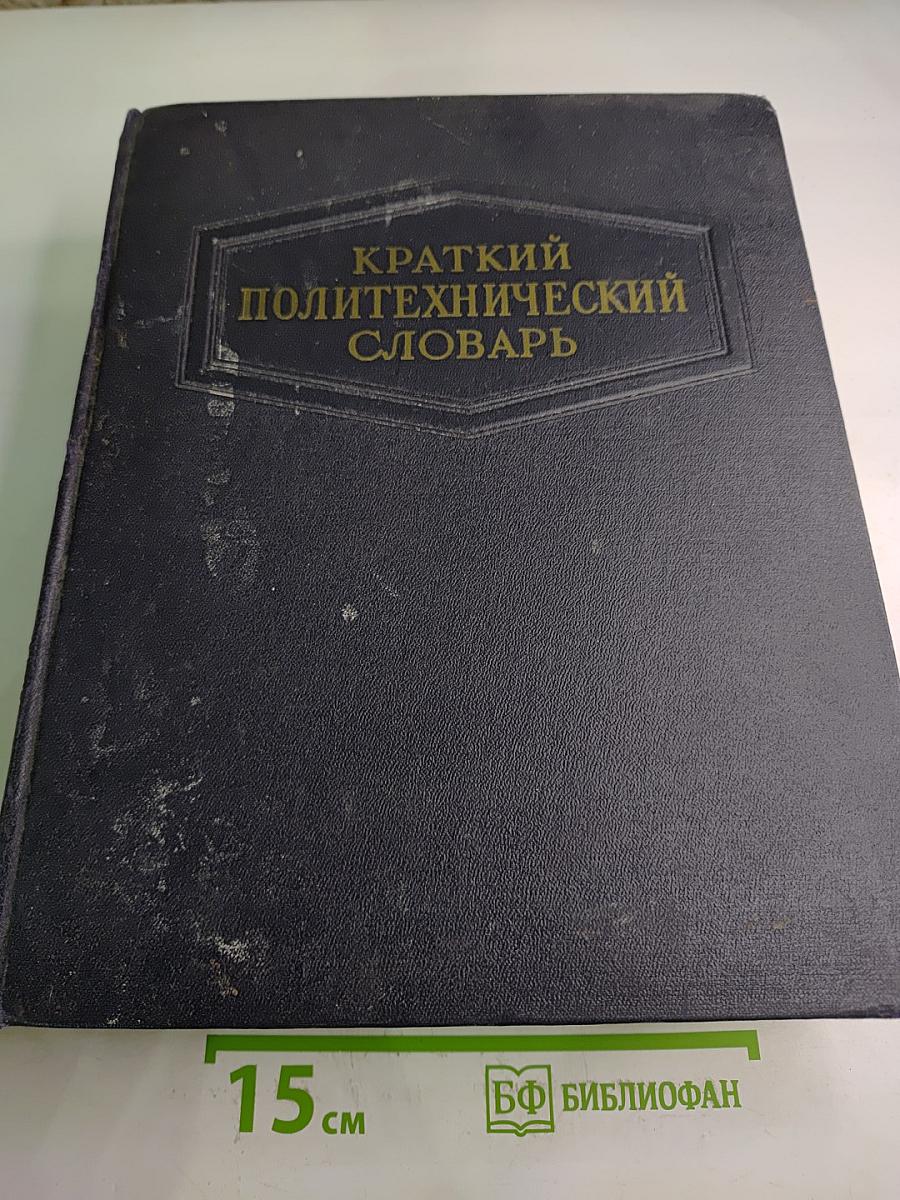 КРАТКИЙ
ПОЛИТЕХНИЧЕСКИЙ
СЛОВАРЬ
15 см
БФ БИБЛИОФАН